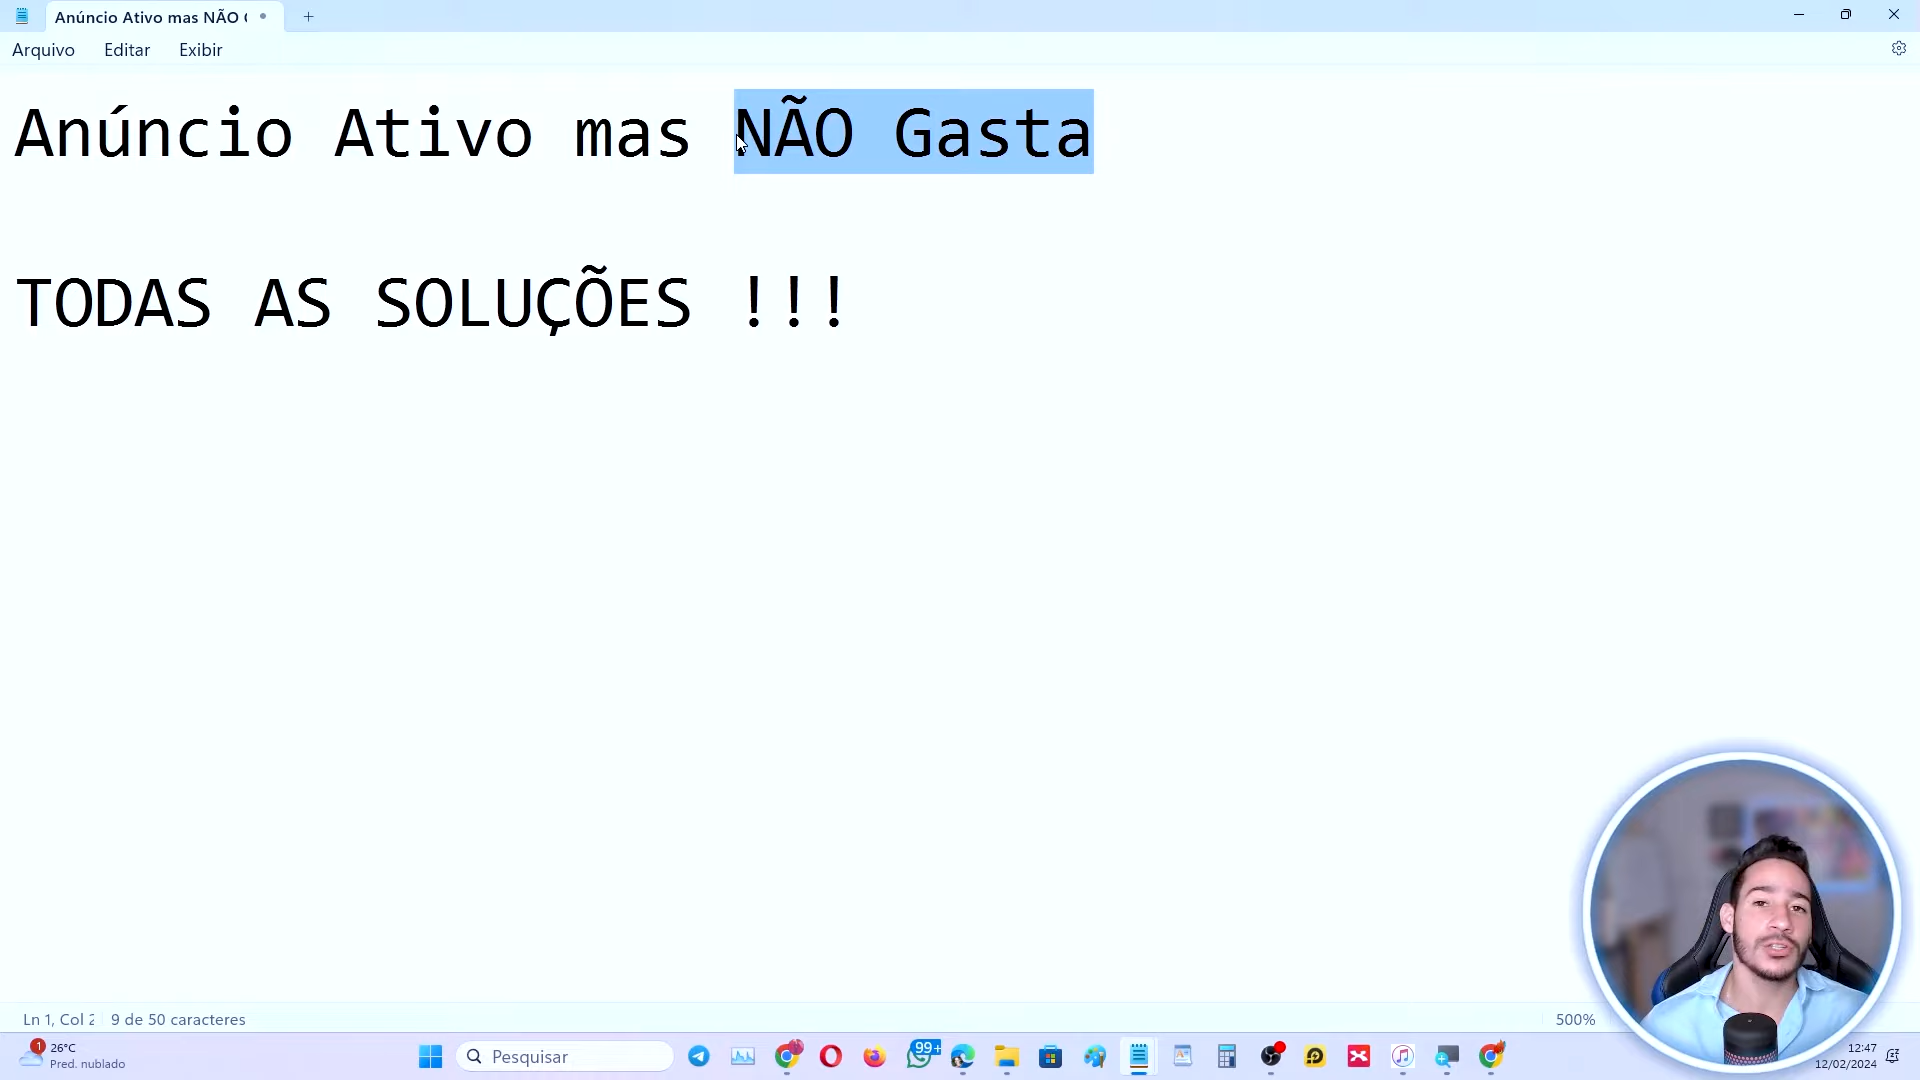 Anúncio Ativo mas NÃO (
Arquivo Editar Exibir
Anúncio Ativo mas NÃO Gasta
TODAS AS SOLUÇÕES !!!
Ln 1, Col 2 9 de 50 caracteres
500%
1
26°C
Pred. nublado
Pesquisar
99+
12:47
12/02/2024